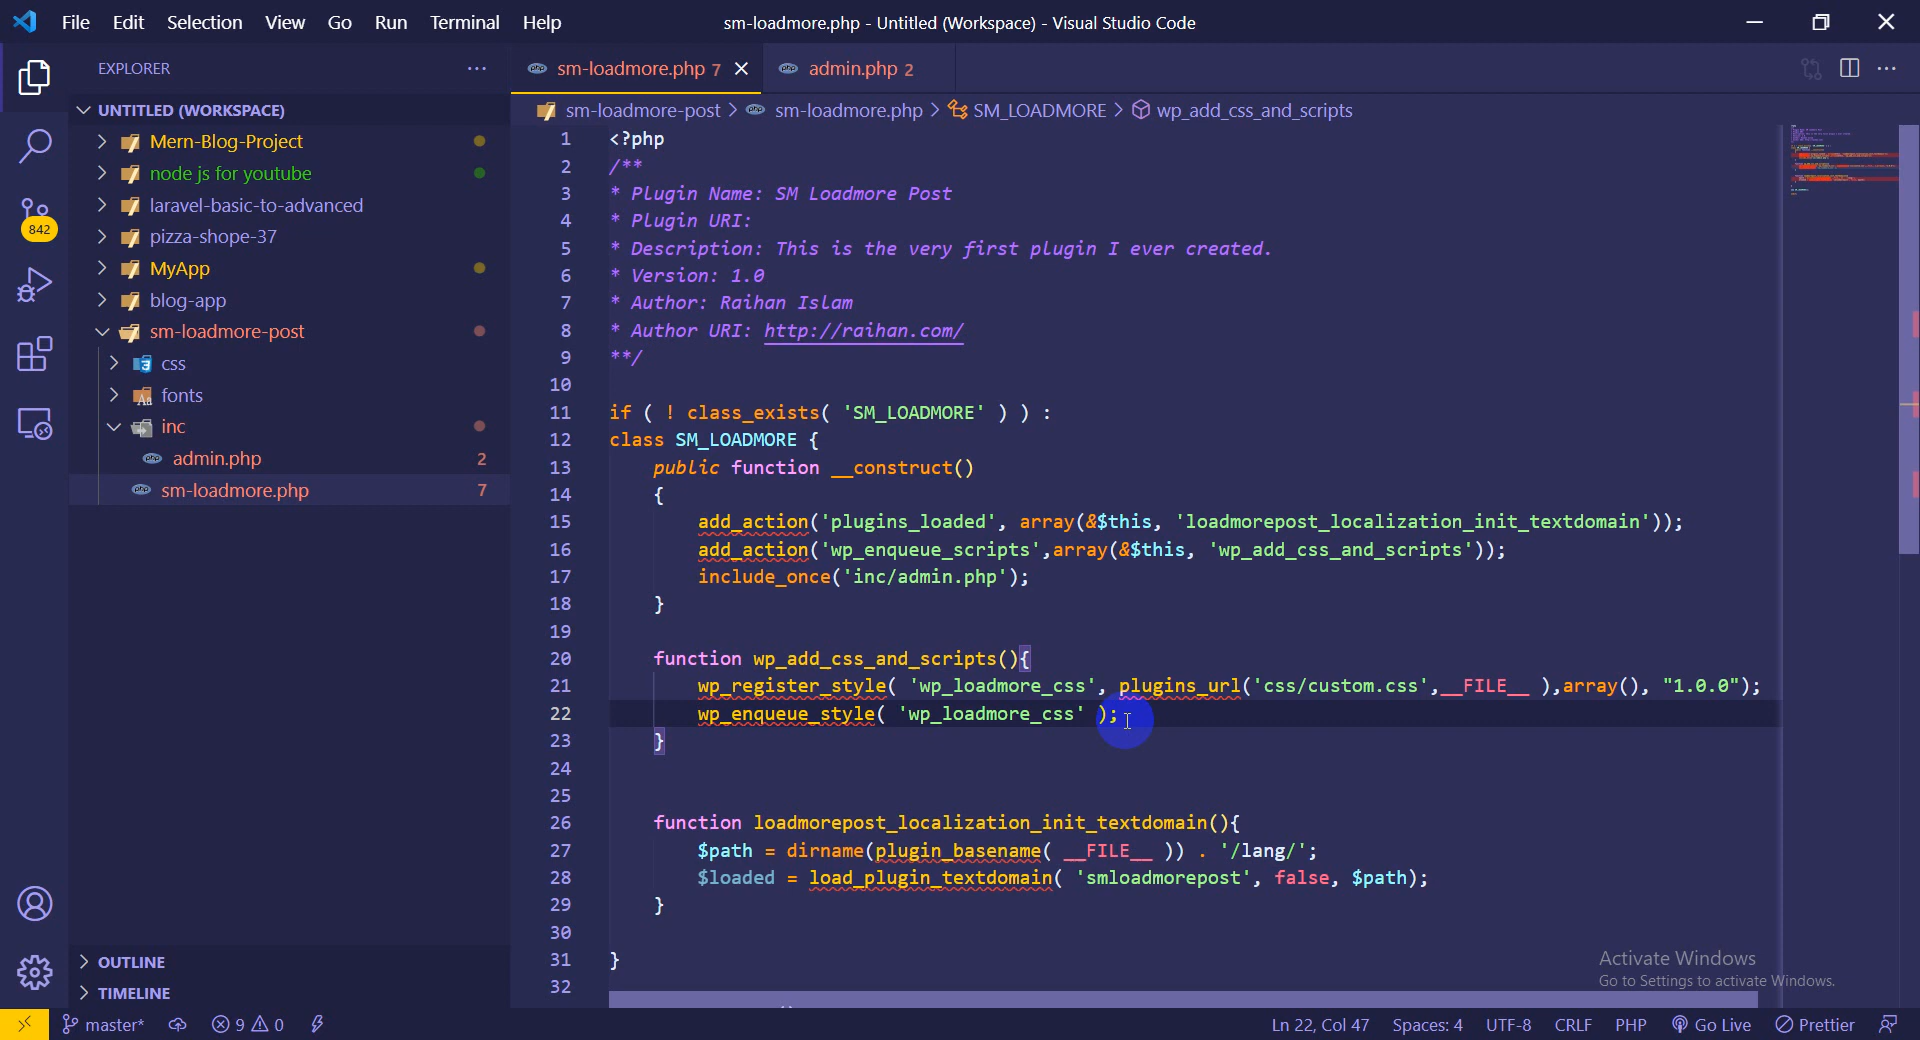 File Edit Selection View Go Run Terminal Help
sm-loadmore.php - Untitled (Workspace) - Visual Studio Code
EXPLORER
UNTITLED (WORKSPACE)
Mern-Blog-Project
node js for youtube
laravel-basic-to-advanced
pizza-shope-37
MyApp
blog-app
sm-loadmore-post
css
fonts
inc
admin.php 2
sm-loadmore.php 7
842
OUTLINE
TIMELINE
sm-loadmore.php 7
admin.php 2
sm-loadmore-post > sm-loadmore.php > SM_LOADMORE > wp_add_css_and_scripts
1 <?php
2 /**
3 * Plugin Name: SM Loadmore Post
4 * Plugin URI:
5 * Description: This is the very first plugin I ever created.
6 * Version: 1.0
7 * Author: Raihan Islam
8 * Author URI: http://raihan.com/
9 **/
10
11 if ( ! class_exists( 'SM_LOADMORE' ) ) :
12 class SM_LOADMORE {
13 public function __construct()
14 {
15 add_action('plugins_loaded', array(&$this, 'loadmorepost_localization_init_textdomain'));
16 add_action('wp_enqueue_scripts',array(&$this, 'wp_add_css_and_scripts'));
17 include_once('inc/admin.php');
18 }
19
20 function wp_add_css_and_scripts(){
21 wp_register_style( 'wp_loadmore_css', plugins_url('css/custom.css',__FILE__ ),array(), "1.0.0");
22 wp_enqueue_style( 'wp_loadmore_css' );
23 }
24
25
26 function loadmorepost_localization_init_textdomain(){
27 $path = dirname(plugin_basename( __FILE__ )) . '/lang/';
28 $loaded = load_plugin_textdomain( 'smloadmorepost', false, $path);
29 }
30
31 }
32
Activate Windows
Go to Settings to activate Windows.
master* 9 0
Ln 22, Col 47 Spaces: 4 UTF-8 CRLF PHP Go Live Prettier